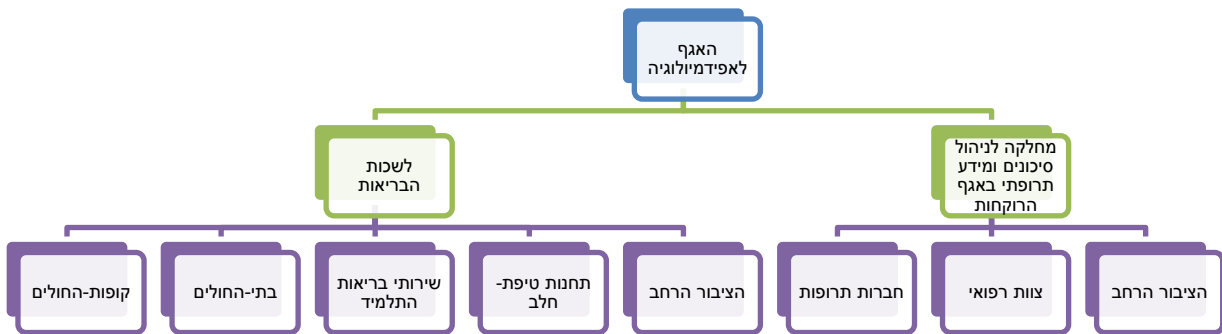 האגף
לאפידמיולוגיה
מחלקה לניהול
סיכונים ומידע
תרופתי באגף
הרוקחות
לשכות
הבריאות
הציבור הרחב
צוות רפואי
חברות תרופות
הציבור הרחב
תחנות טיפת-
חלב
שירותי בריאות
התלמיד
בתי-החולים
קופות-החולים